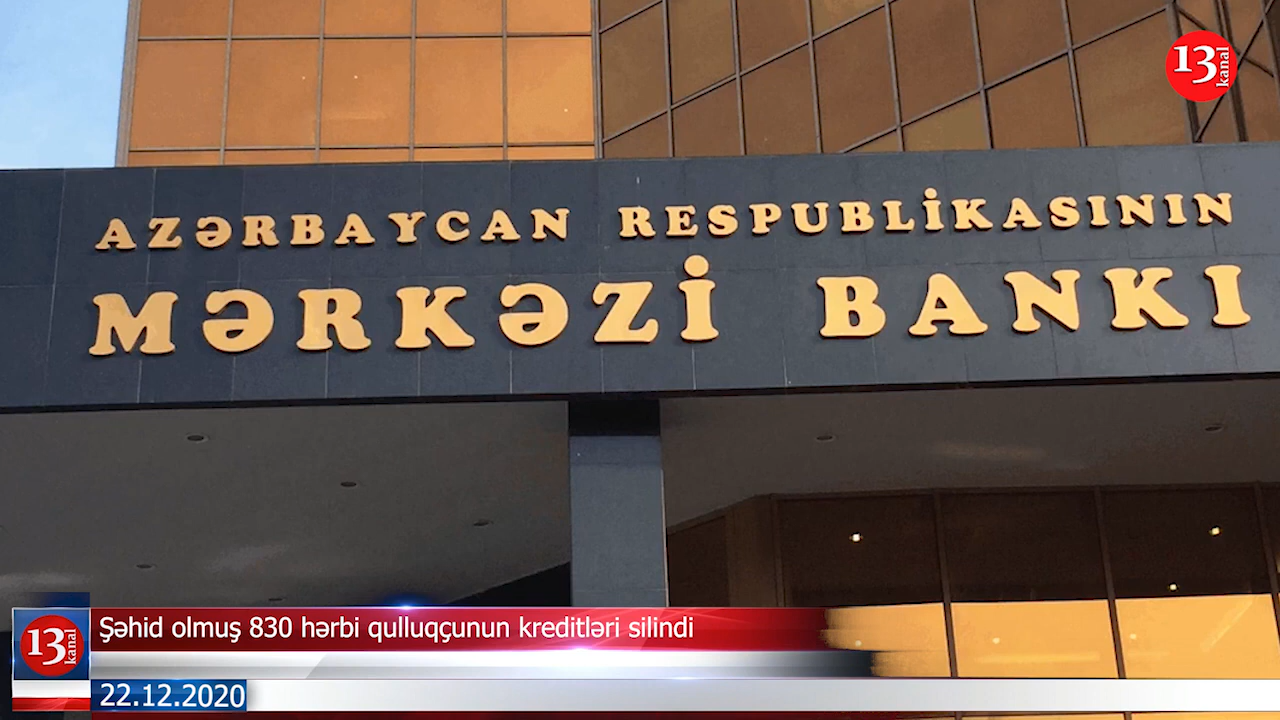 13 kanal
AZƏRBAYCAN RESPUBLİKASININ
MƏRKƏZİ BANKI
13 kanal
Şəhid olmuş 830 hərbi qulluqçunun kreditləri silindi
22.12.2020